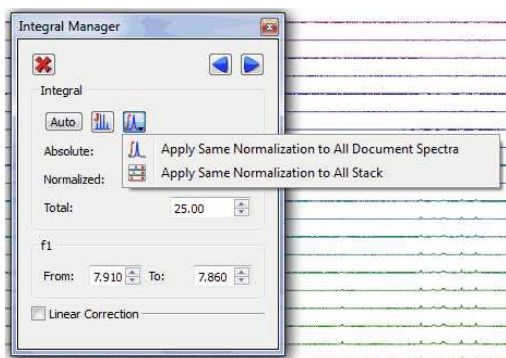 Integral Manager
Integral
Auto
Absolute:
Apply Same Normalization to All Document Spectra
Normalized:
Apply Same Normalization to All Stack
Total: 25.00
f1
From: 7.910 To: 7.860
Linear Correction